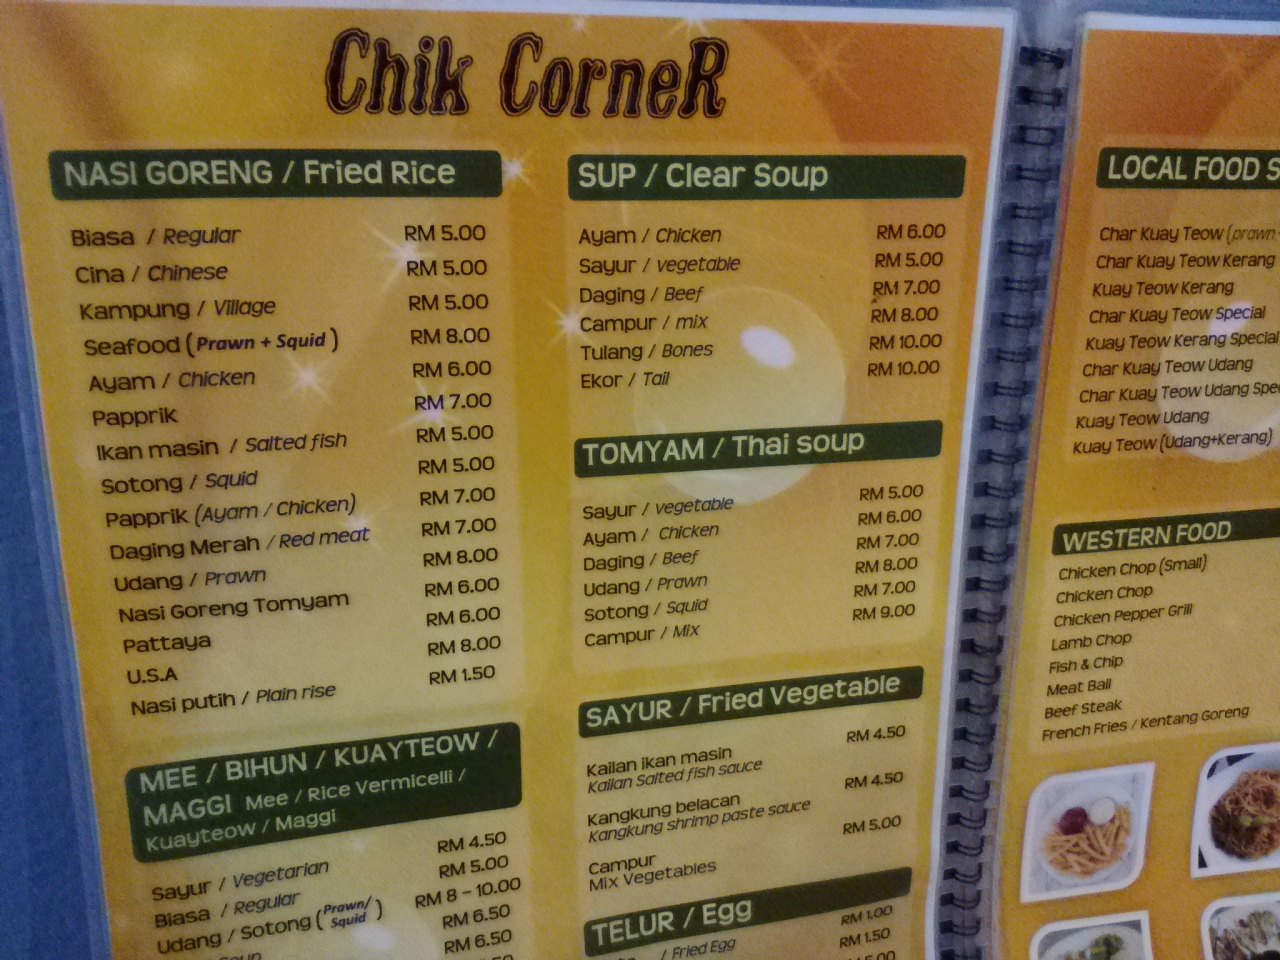 Chik CorneR
NASI GORENG / Fried Rice
Biasa / Regular RM 5.00
Cina / Chinese RM 5.00
Kampung / Village RM 5.00
Seafood (Prawn + Squid) RM 8.00
Ayam / Chicken RM 6.00
Papprik RM 7.00
Ikan masin / Salted fish RM 5.00
Sotong / Squid RM 5.00
Papprik (Ayam / Chicken) RM 7.00
Daging Merah / Red meat RM 7.00
Udang / Prawn RM 8.00
Nasi Goreng Tomyam RM 6.00
Pattaya RM 6.00
U.S.A RM 8.00
Nasi putih / Plain rise RM 1.50
MEE / BIHUN / KUAYTEOW /
MAGGI Mee / Rice Vermicelli /
Kuayteow / Maggi
Sayur / Vegetarian RM 4.50
Biasa / Regular RM 5.00
Udang / Sotong (Prawn/ Squid) RM 8 - 10.00
RM 6.50
RM 6.50
SUP / Clear Soup
Ayam / Chicken RM 6.00
Sayur / vegetable RM 5.00
Daging / Beef RM 7.00
Campur / mix RM 8.00
Tulang / Bones RM 10.00
Ekor / Tail RM 10.00
TOMYAM / Thai soup
Sayur / vegetable RM 5.00
Ayam / Chicken RM 6.00
Daging / Beef RM 7.00
Udang / Prawn RM 8.00
Sotong / Squid RM 7.00
Campur / Mix RM 9.00
SAYUR / Fried Vegetable
Kailan ikan masin RM 4.50
Kailan Salted fish sauce
Kangkung belacan RM 4.50
Kangkung shrimp paste sauce
Campur RM 5.00
Mix Vegetables
TELUR / Egg
/ Fried Egg RM 1.00
RM 1.50
LOCAL FOOD S
Char Kuay Teow (prawn
Char Kuay Teow Kerang
Kuay Teow Kerang
Char Kuay Teow Special
Kuay Teow Kerang Special
Char Kuay Teow Udang
Char Kuay Teow Udang Spe
Kuay Teow Udang
Kuay Teow (Udang+Kerang)
WESTERN FOOD
Chicken Chop (Small)
Chicken Chop
Chicken Pepper Grill
Lamb Chop
Fish & Chip
Meat Ball
Beef Steak
French Fries / Kentang Goreng